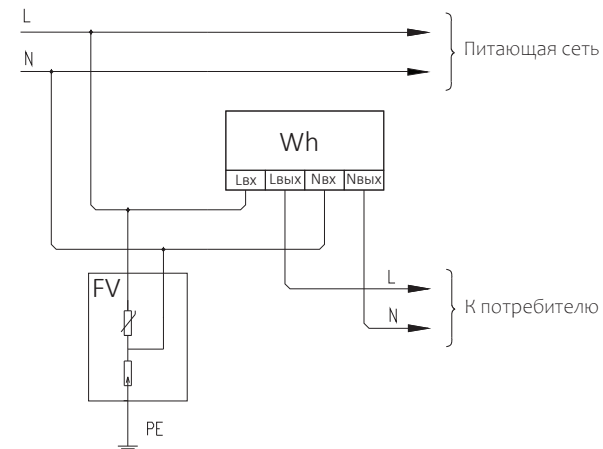 L
N
Питающая сеть
Wh
Lвх Lвых Nвх Nвых
FV
L
К потребителю
N
PE